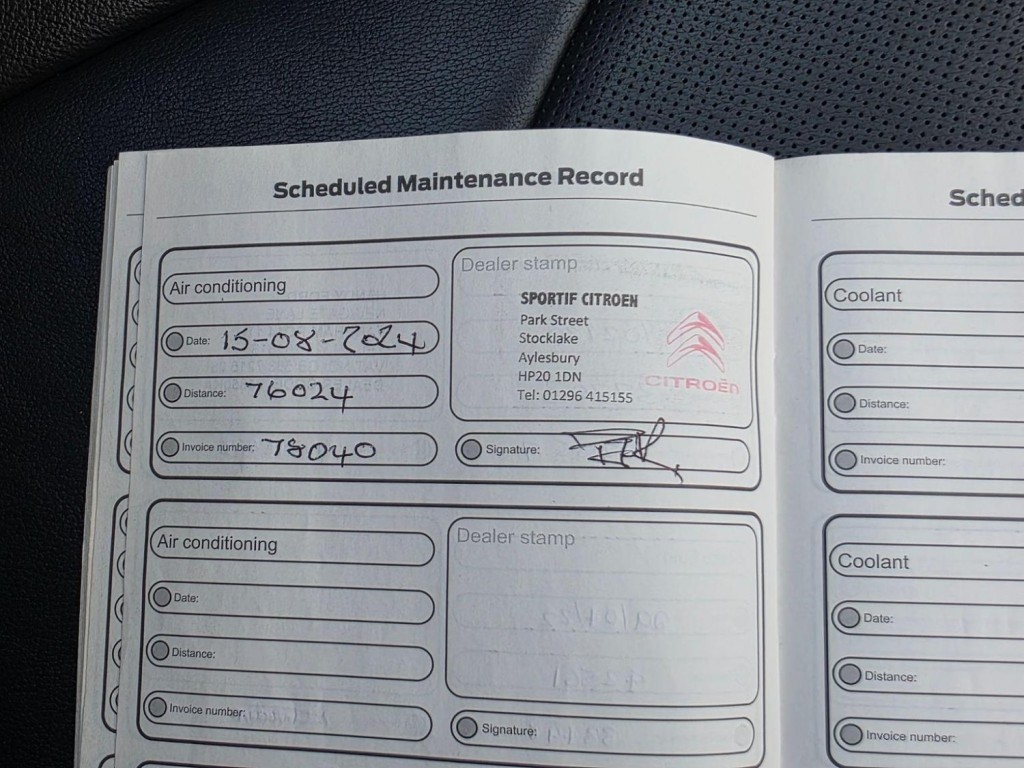 Scheduled Maintenance Record
Air conditioning
Date: 15-08-2024
Distance: 76024
Invoice number: 78040
Dealer stamp
SPORTIF CITROEN
Park Street
Stocklake
Aylesbury
HP20 1DN
Tel: 01296 415155
CITROËN
Signature:
Air conditioning
Date:
Distance:
Invoice number:
Dealer stamp
Signature:
Sched
Coolant
Date:
Distance:
Invoice number:
Coolant
Date:
Distance:
Invoice number: